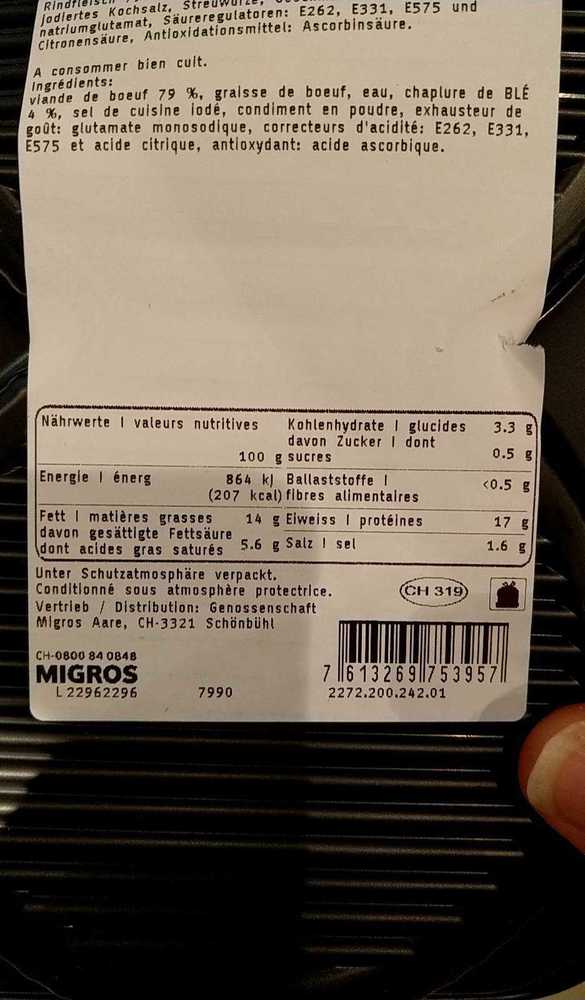 Rindfleisch
Jodiertes Kochsalz, Streuwürze,
natriumglutamat, Säureregulatoren: E262, E331, E575 und
Citronensäure, Antioxidationsmittel: Ascorbinsäure.
A consommer bien cuit.
Ingrédients:
viande de boeuf 79 %, graisse de boeuf, eau, chaplure de BLÉ
4 %, sel de cuisine iodé, condiment en poudre, exhausteur de
goût: glutamate monosodique, correcteurs d'acidité: E262, E331,
E575 et acide citrique, antioxydant: acide ascorbique.
Nährwerte | valeurs nutritives
100 g
Energie | énerg 864 kJ
(207 kcal)
Fett | matières grasses 14 g
davon gesättigte Fettsäure
dont acides gras saturés 5.6 g
Kohlenhydrate | glucides 3.3 g
davon Zucker | dont
sucres 0.5 g
Ballaststoffe |
fibres alimentaires <0.5 g
Eiweiss | protéines 17 g
Salz | sel 1.6 g
Unter Schutzatmosphäre verpackt.
Conditionné sous atmosphère protectrice.
Vertrieb / Distribution: Genossenschaft
Migros Aare, CH-3321 Schönbühl
CH 319
CH-0800 84 0848
MIGROS
L 22962296 7990
7 613269 753957
2272.200.242.01